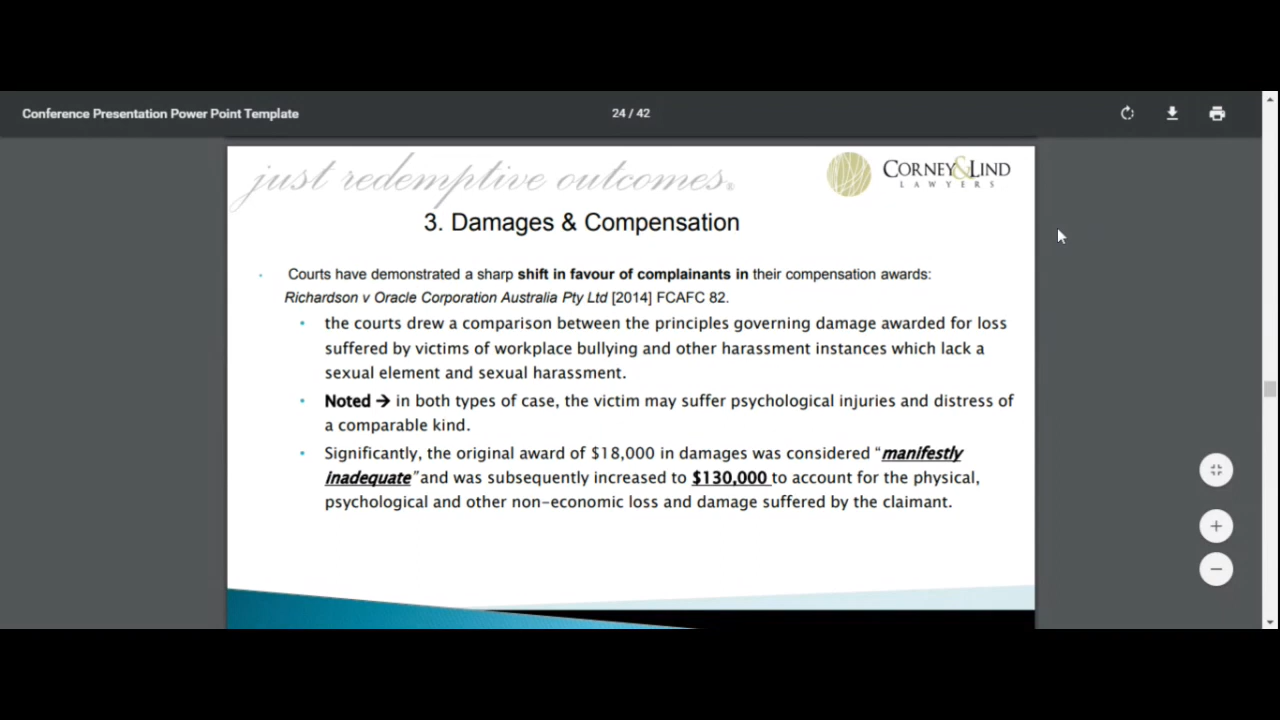 Conference Presentation Power Point Template
24 / 42
just redemptive outcomes®
CORNEY&LIND
LAWYERS
3. Damages & Compensation
Courts have demonstrated a sharp shift in favour of complainants in their compensation awards:
Richardson v Oracle Corporation Australia Pty Ltd [2014] FCAFC 82.
• the courts drew a comparison between the principles governing damage awarded for loss
suffered by victims of workplace bullying and other harassment instances which lack a
sexual element and sexual harassment.
• Noted → in both types of case, the victim may suffer psychological injuries and distress of
a comparable kind.
• Significantly, the original award of $18,000 in damages was considered “manifestly
inadequate” and was subsequently increased to $130,000 to account for the physical,
psychological and other non-economic loss and damage suffered by the claimant.